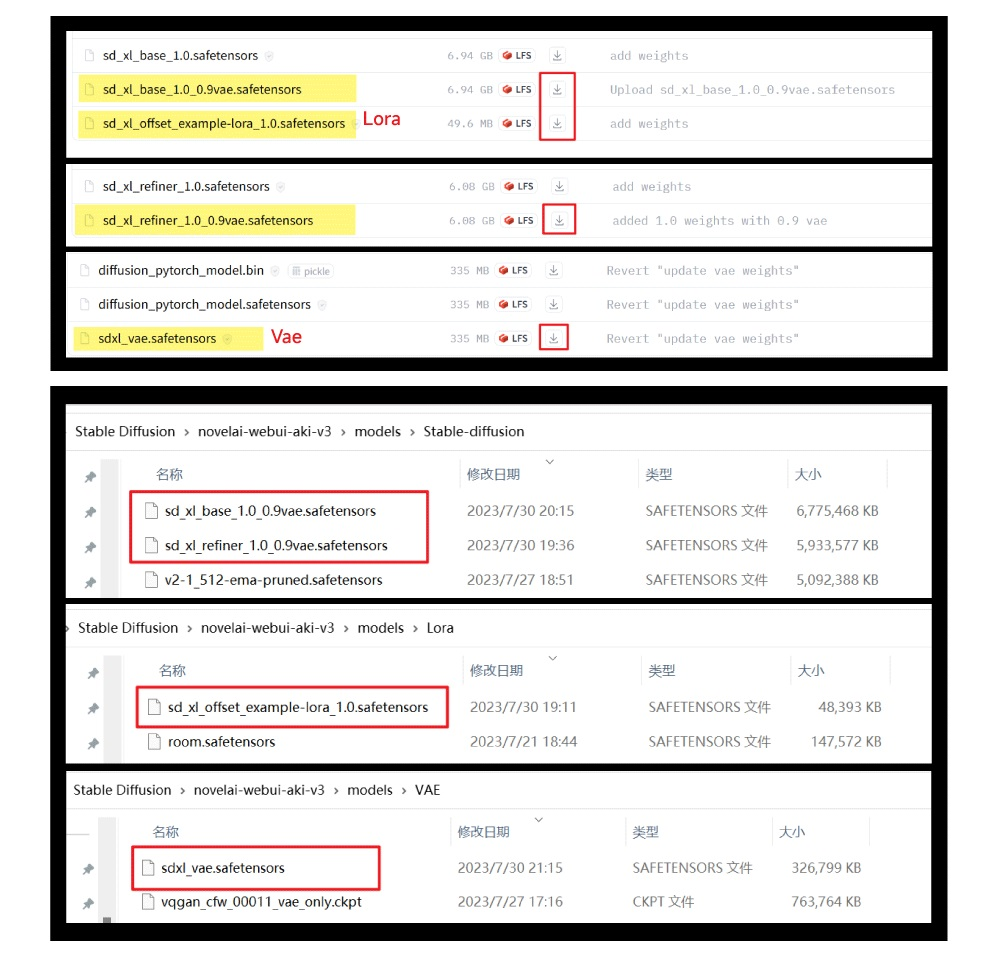 sd_xl_base_1.0.safetensors 6.94 GB LFS add weights
sd_xl_base_1.0_0.9vae.safetensors 6.94 GB LFS Upload sd_xl_base_1.0_0.9vae.safetensors
sd_xl_offset_example-lora_1.0.safetensors Lora 49.6 MB LFS add weights
sd_xl_refiner_1.0.safetensors 6.08 GB LFS add weights
sd_xl_refiner_1.0_0.9vae.safetensors 6.08 GB LFS added 1.0 weights with 0.9 vae
diffusion_pytorch_model.bin pickle 335 MB LFS Revert "update vae weights"
diffusion_pytorch_model.safetensors 335 MB LFS Revert "update vae weights"
sdxl_vae.safetensors Vae 335 MB LFS Revert "update vae weights"
Stable Diffusion › novelai-webui-aki-v3 › models › Stable-diffusion
名称 修改日期 类型 大小
sd_xl_base_1.0_0.9vae.safetensors 2023/7/30 20:15 SAFETENSORS 文件 6,775,468 KB
sd_xl_refiner_1.0_0.9vae.safetensors 2023/7/30 19:36 SAFETENSORS 文件 5,933,577 KB
v2-1_512-ema-pruned.safetensors 2023/7/27 18:51 SAFETENSORS 文件 5,092,388 KB
› Stable Diffusion › novelai-webui-aki-v3 › models › Lora
名称 修改日期 类型 大小
sd_xl_offset_example-lora_1.0.safetensors 2023/7/30 19:11 SAFETENSORS 文件 48,393 KB
room.safetensors 2023/7/21 18:44 SAFETENSORS 文件 147,572 KB
Stable Diffusion › novelai-webui-aki-v3 › models › VAE
名称 修改日期 类型 大小
sdxl_vae.safetensors 2023/7/30 21:15 SAFETENSORS 文件 326,799 KB
vqgan_cfw_00011_vae_only.ckpt 2023/7/27 17:16 CKPT 文件 763,764 KB